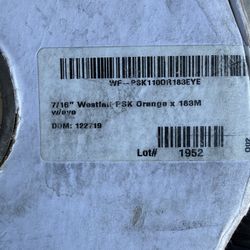 WF--PSK110OR183EYE
7/16" Westfall PSK Orange x 183M
w/eye
DOM: 122719
Lot# 1952